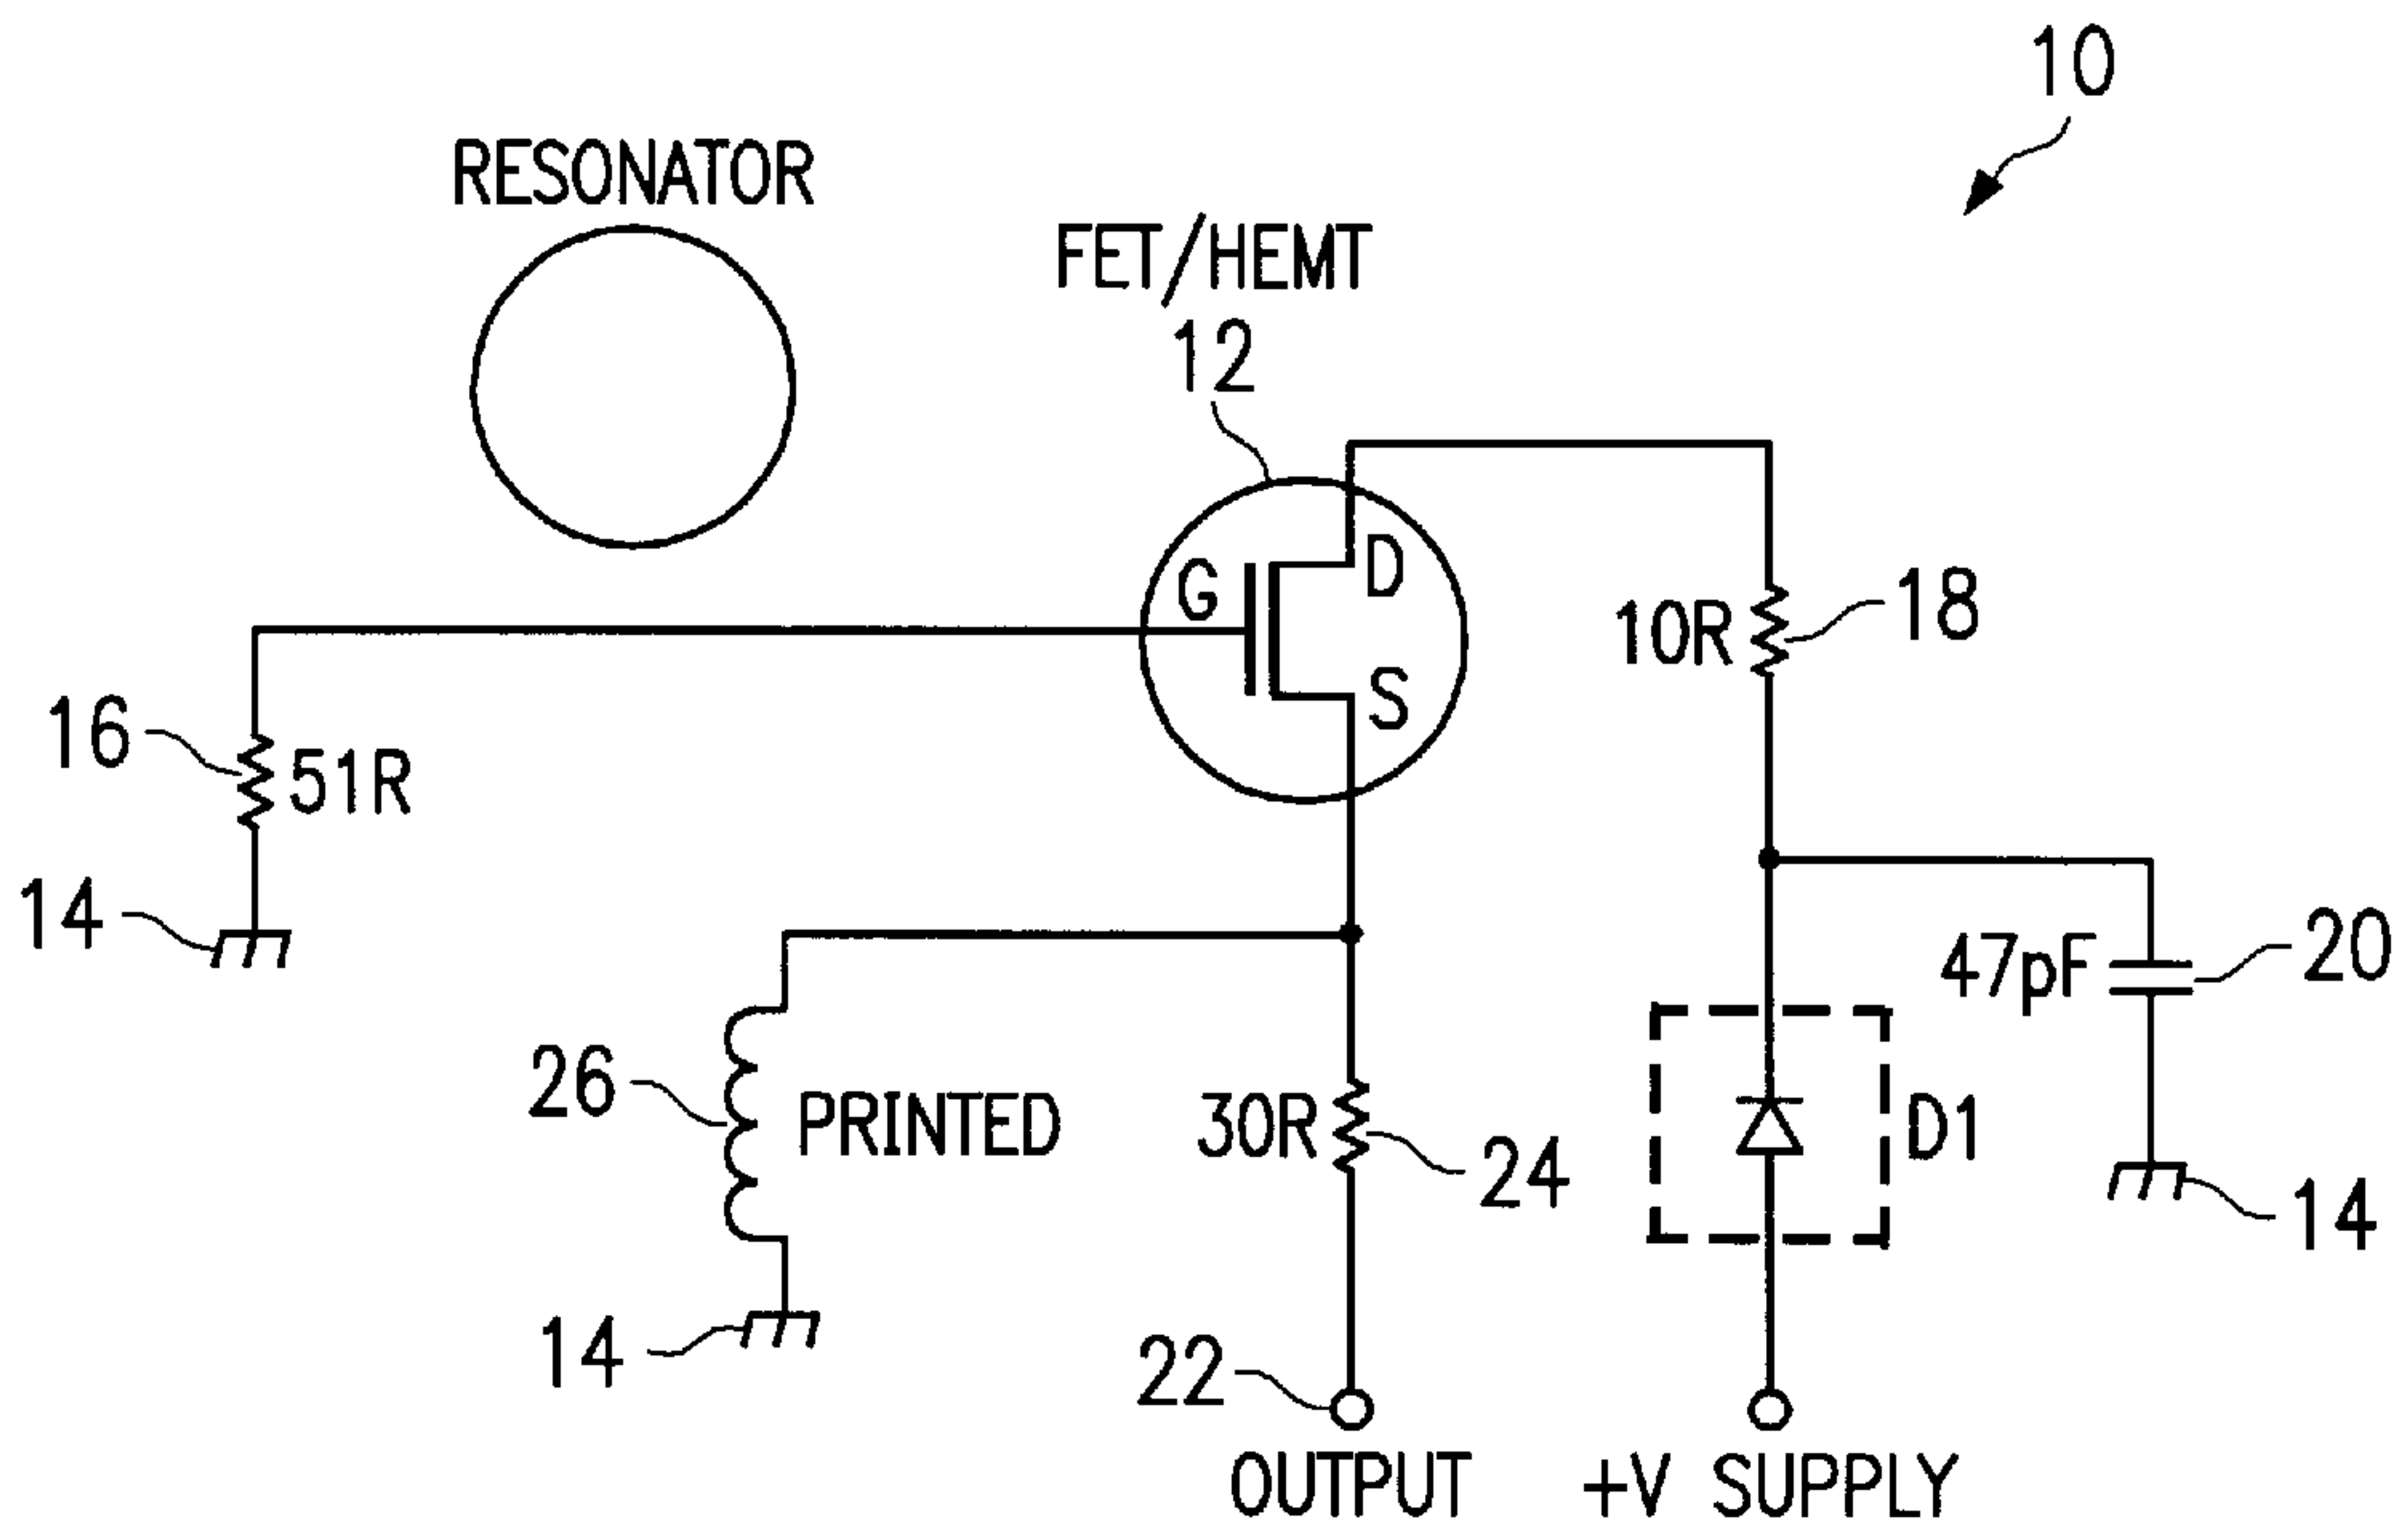 10
RESONATOR
FET/HEMT
12
G
D
S
10R
18
16
51R
14
47pF
20
26
PRINTED
30R
24
D1
14
14
22
OUTPUT
+V SUPPLY